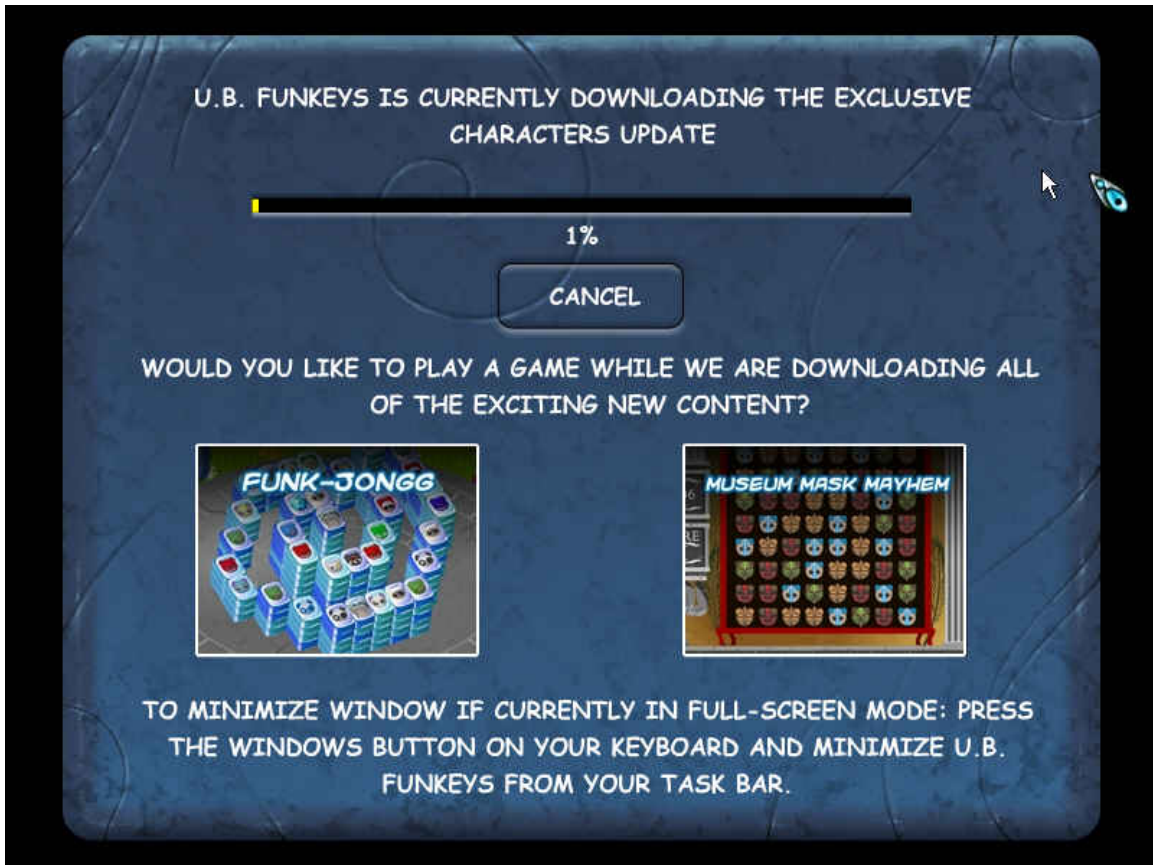 U.B. FUNKEYS IS CURRENTLY DOWNLOADING THE EXCLUSIVE
CHARACTERS UPDATE
1%
CANCEL
WOULD YOU LIKE TO PLAY A GAME WHILE WE ARE DOWNLOADING ALL
OF THE EXCITING NEW CONTENT?
FUNK-JONGG
MUSEUM MASK MAYHEM
TO MINIMIZE WINDOW IF CURRENTLY IN FULL-SCREEN MODE: PRESS
THE WINDOWS BUTTON ON YOUR KEYBOARD AND MINIMIZE U.B.
FUNKEYS FROM YOUR TASK BAR.